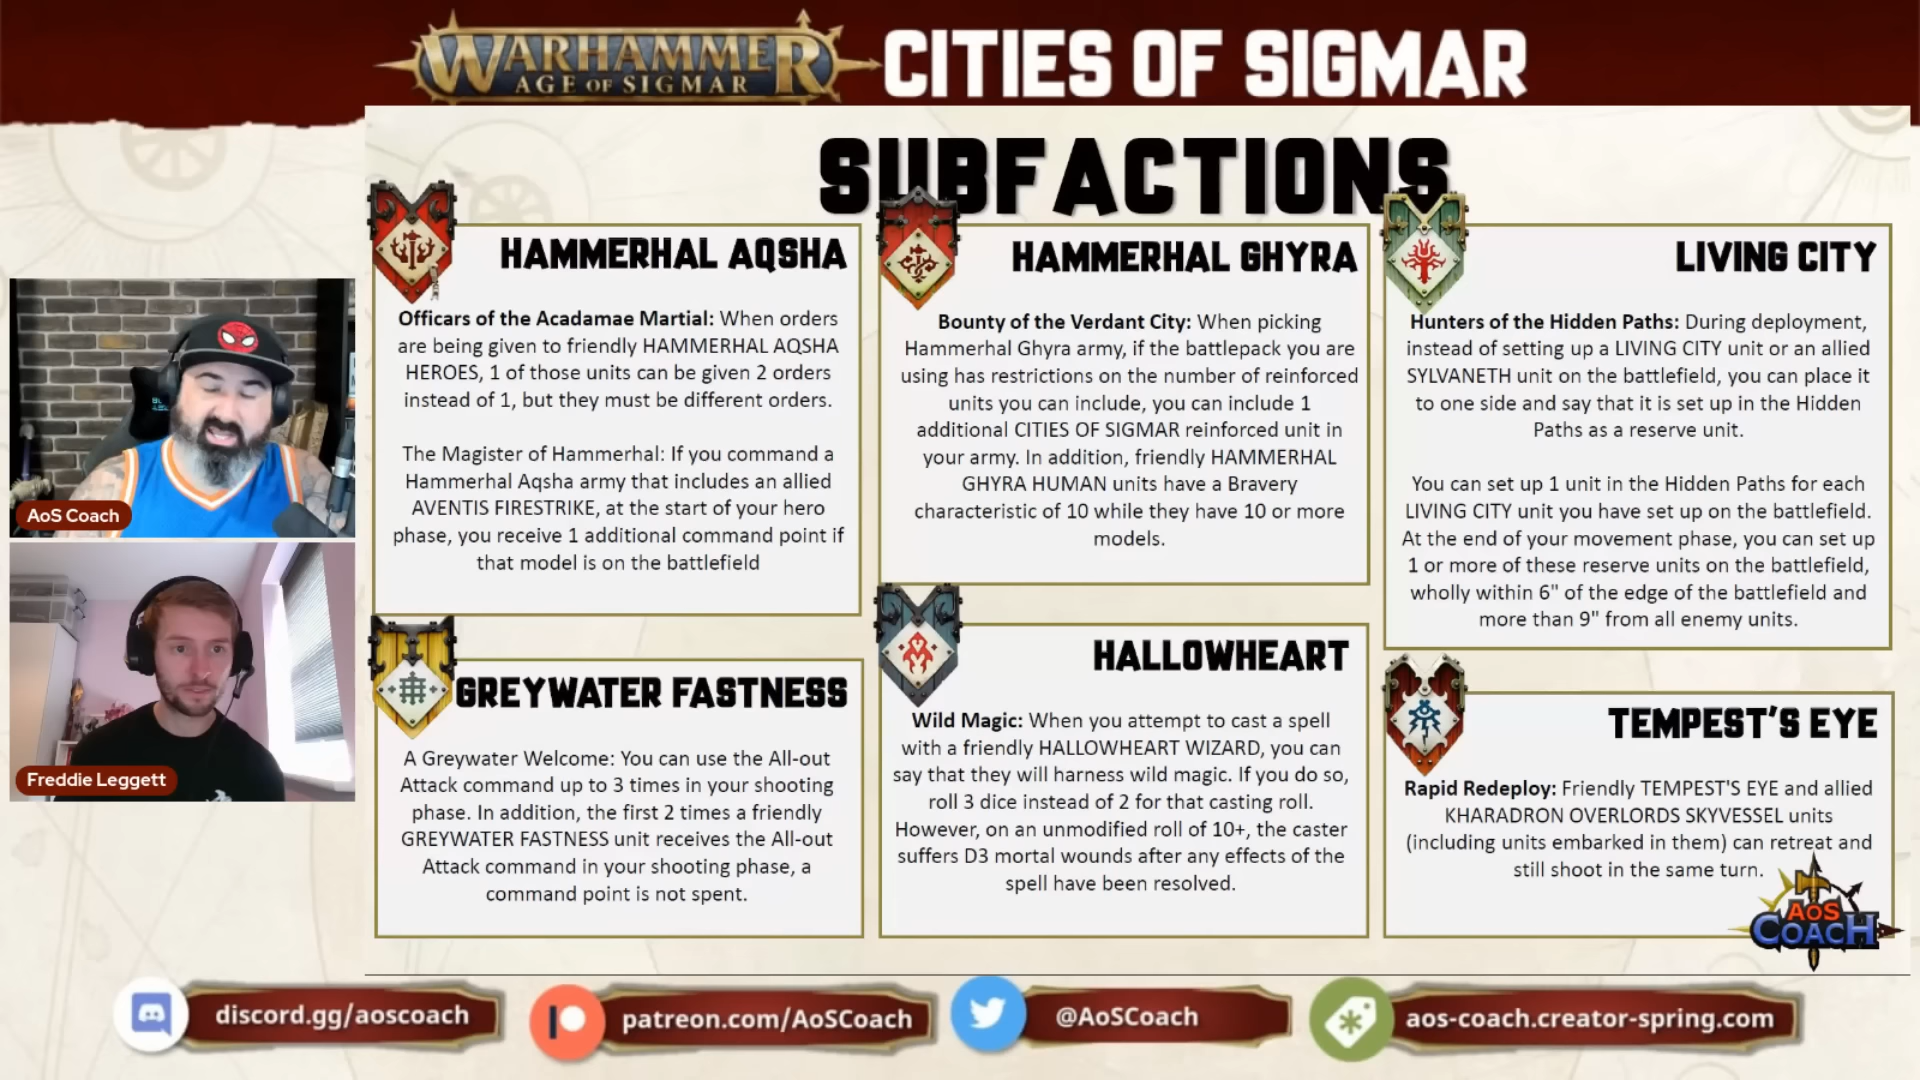 WARHAMMER
AGE OF SIGMAR
CITIES OF SIGMAR
SUBFACTIONS
HAMMERHAL AQSHA
Officars of the Acadamae Martial: When orders
are being given to friendly HAMMERHAL AQSHA
HEROES, 1 of those units can be given 2 orders
instead of 1, but they must be different orders.
The Magister of Hammerhal: If you command a
Hammerhal Aqsha army that includes an allied
AVENTIS FIRESTRIKE, at the start of your hero
phase, you receive 1 additional command point if
that model is on the battlefield
HAMMERHAL GHYRA
Bounty of the Verdant City: When picking
Hammerhal Ghyra army, if the battlepack you are
using has restrictions on the number of reinforced
units you can include, you can include 1
additional CITIES OF SIGMAR reinforced unit in
your army. In addition, friendly HAMMERHAL
GHYRA HUMAN units have a Bravery
characteristic of 10 while they have 10 or more
models.
LIVING CITY
Hunters of the Hidden Paths: During deployment,
instead of setting up a LIVING CITY unit or an allied
SYLVANETH unit on the battlefield, you can place it
to one side and say that it is set up in the Hidden
Paths as a reserve unit.
You can set up 1 unit in the Hidden Paths for each
LIVING CITY unit you have set up on the battlefield.
At the end of your movement phase, you can set up
1 or more of these reserve units on the battlefield,
wholly within 6" of the edge of the battlefield and
more than 9" from all enemy units.
GREYWATER FASTNESS
A Greywater Welcome: You can use the All-out
Attack command up to 3 times in your shooting
phase. In addition, the first 2 times a friendly
GREYWATER FASTNESS unit receives the All-out
Attack command in your shooting phase, a
command point is not spent.
HALLOWHEART
Wild Magic: When you attempt to cast a spell
with a friendly HALLOWHEART WIZARD, you can
say that they will harness wild magic. If you do so,
roll 3 dice instead of 2 for that casting roll.
However, on an unmodified roll of 10+, the caster
suffers D3 mortal wounds after any effects of the
spell have been resolved.
TEMPEST'S EYE
Rapid Redeploy: Friendly TEMPEST'S EYE and allied
KHARADRON OVERLORDS SKYVESSEL units
(including units embarked in them) can retreat and
still shoot in the same turn.
AoS
COACH
AoS Coach
Freddie Leggett
discord.gg/aoscoach
patreon.com/AoSCoach
@AoSCoach
aos-coach.creator-spring.com